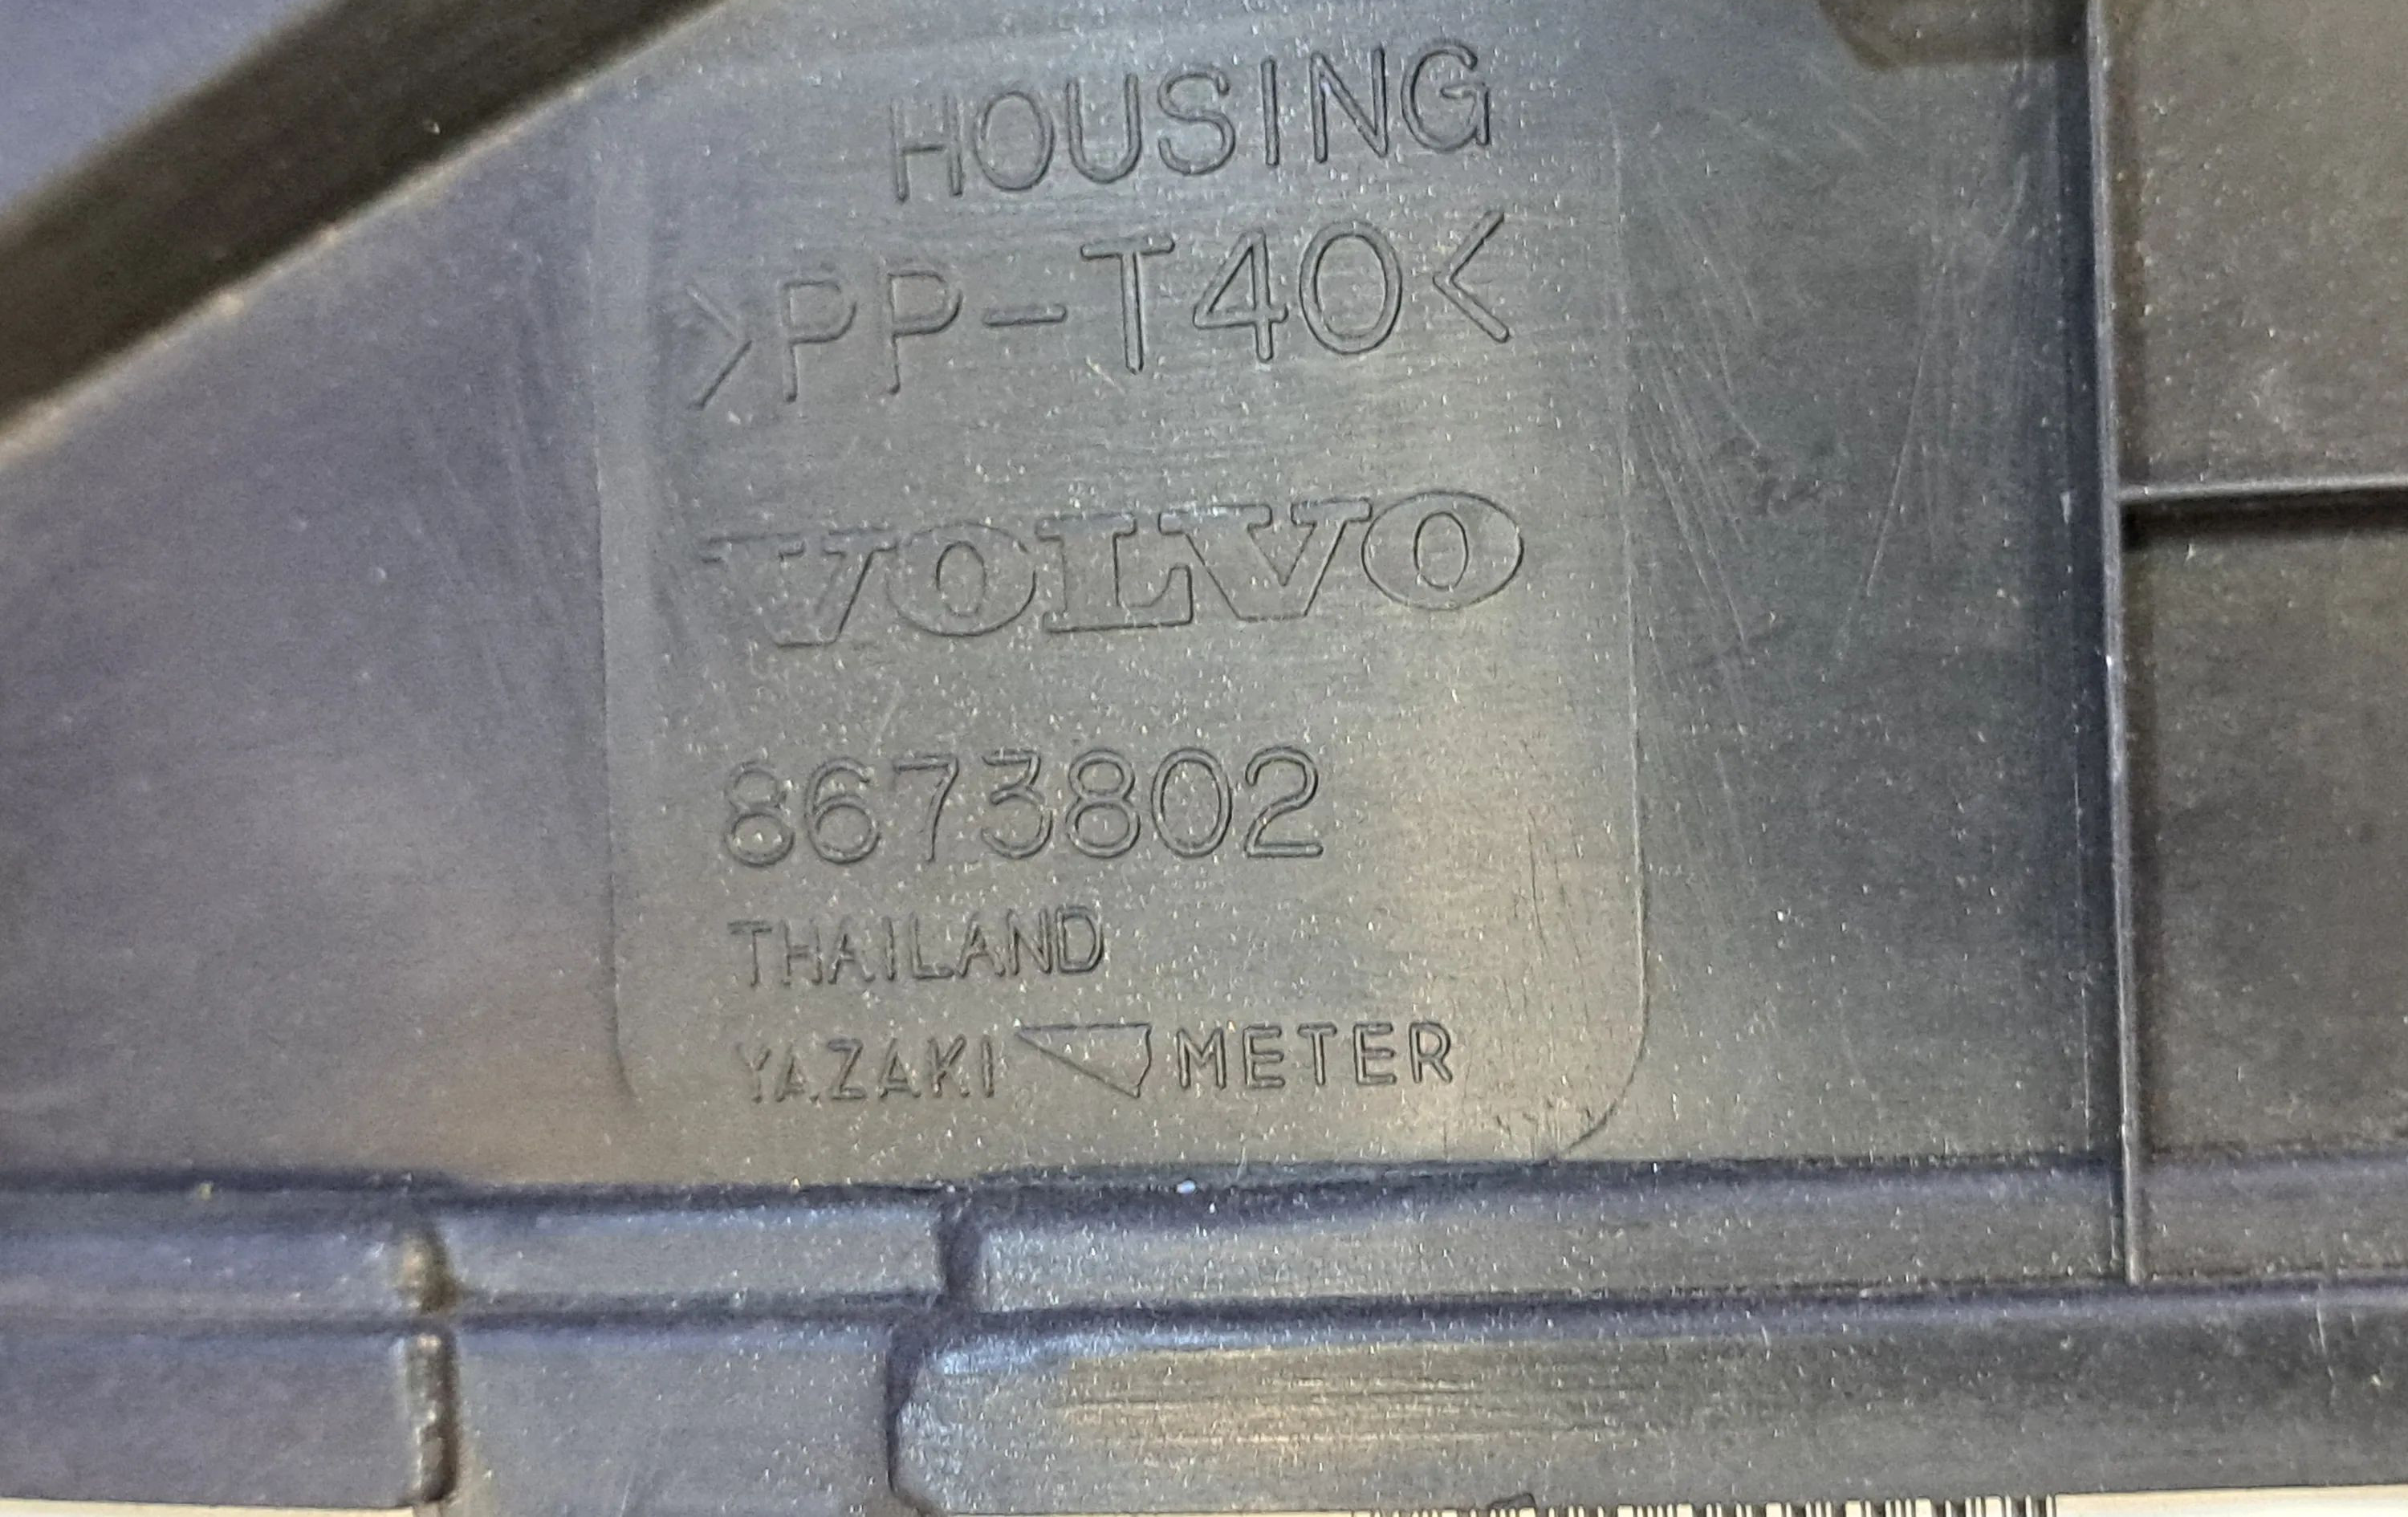 HOUSING
>PP-T40<
VOLVO
8673802
THAILAND
YAZAKI METER